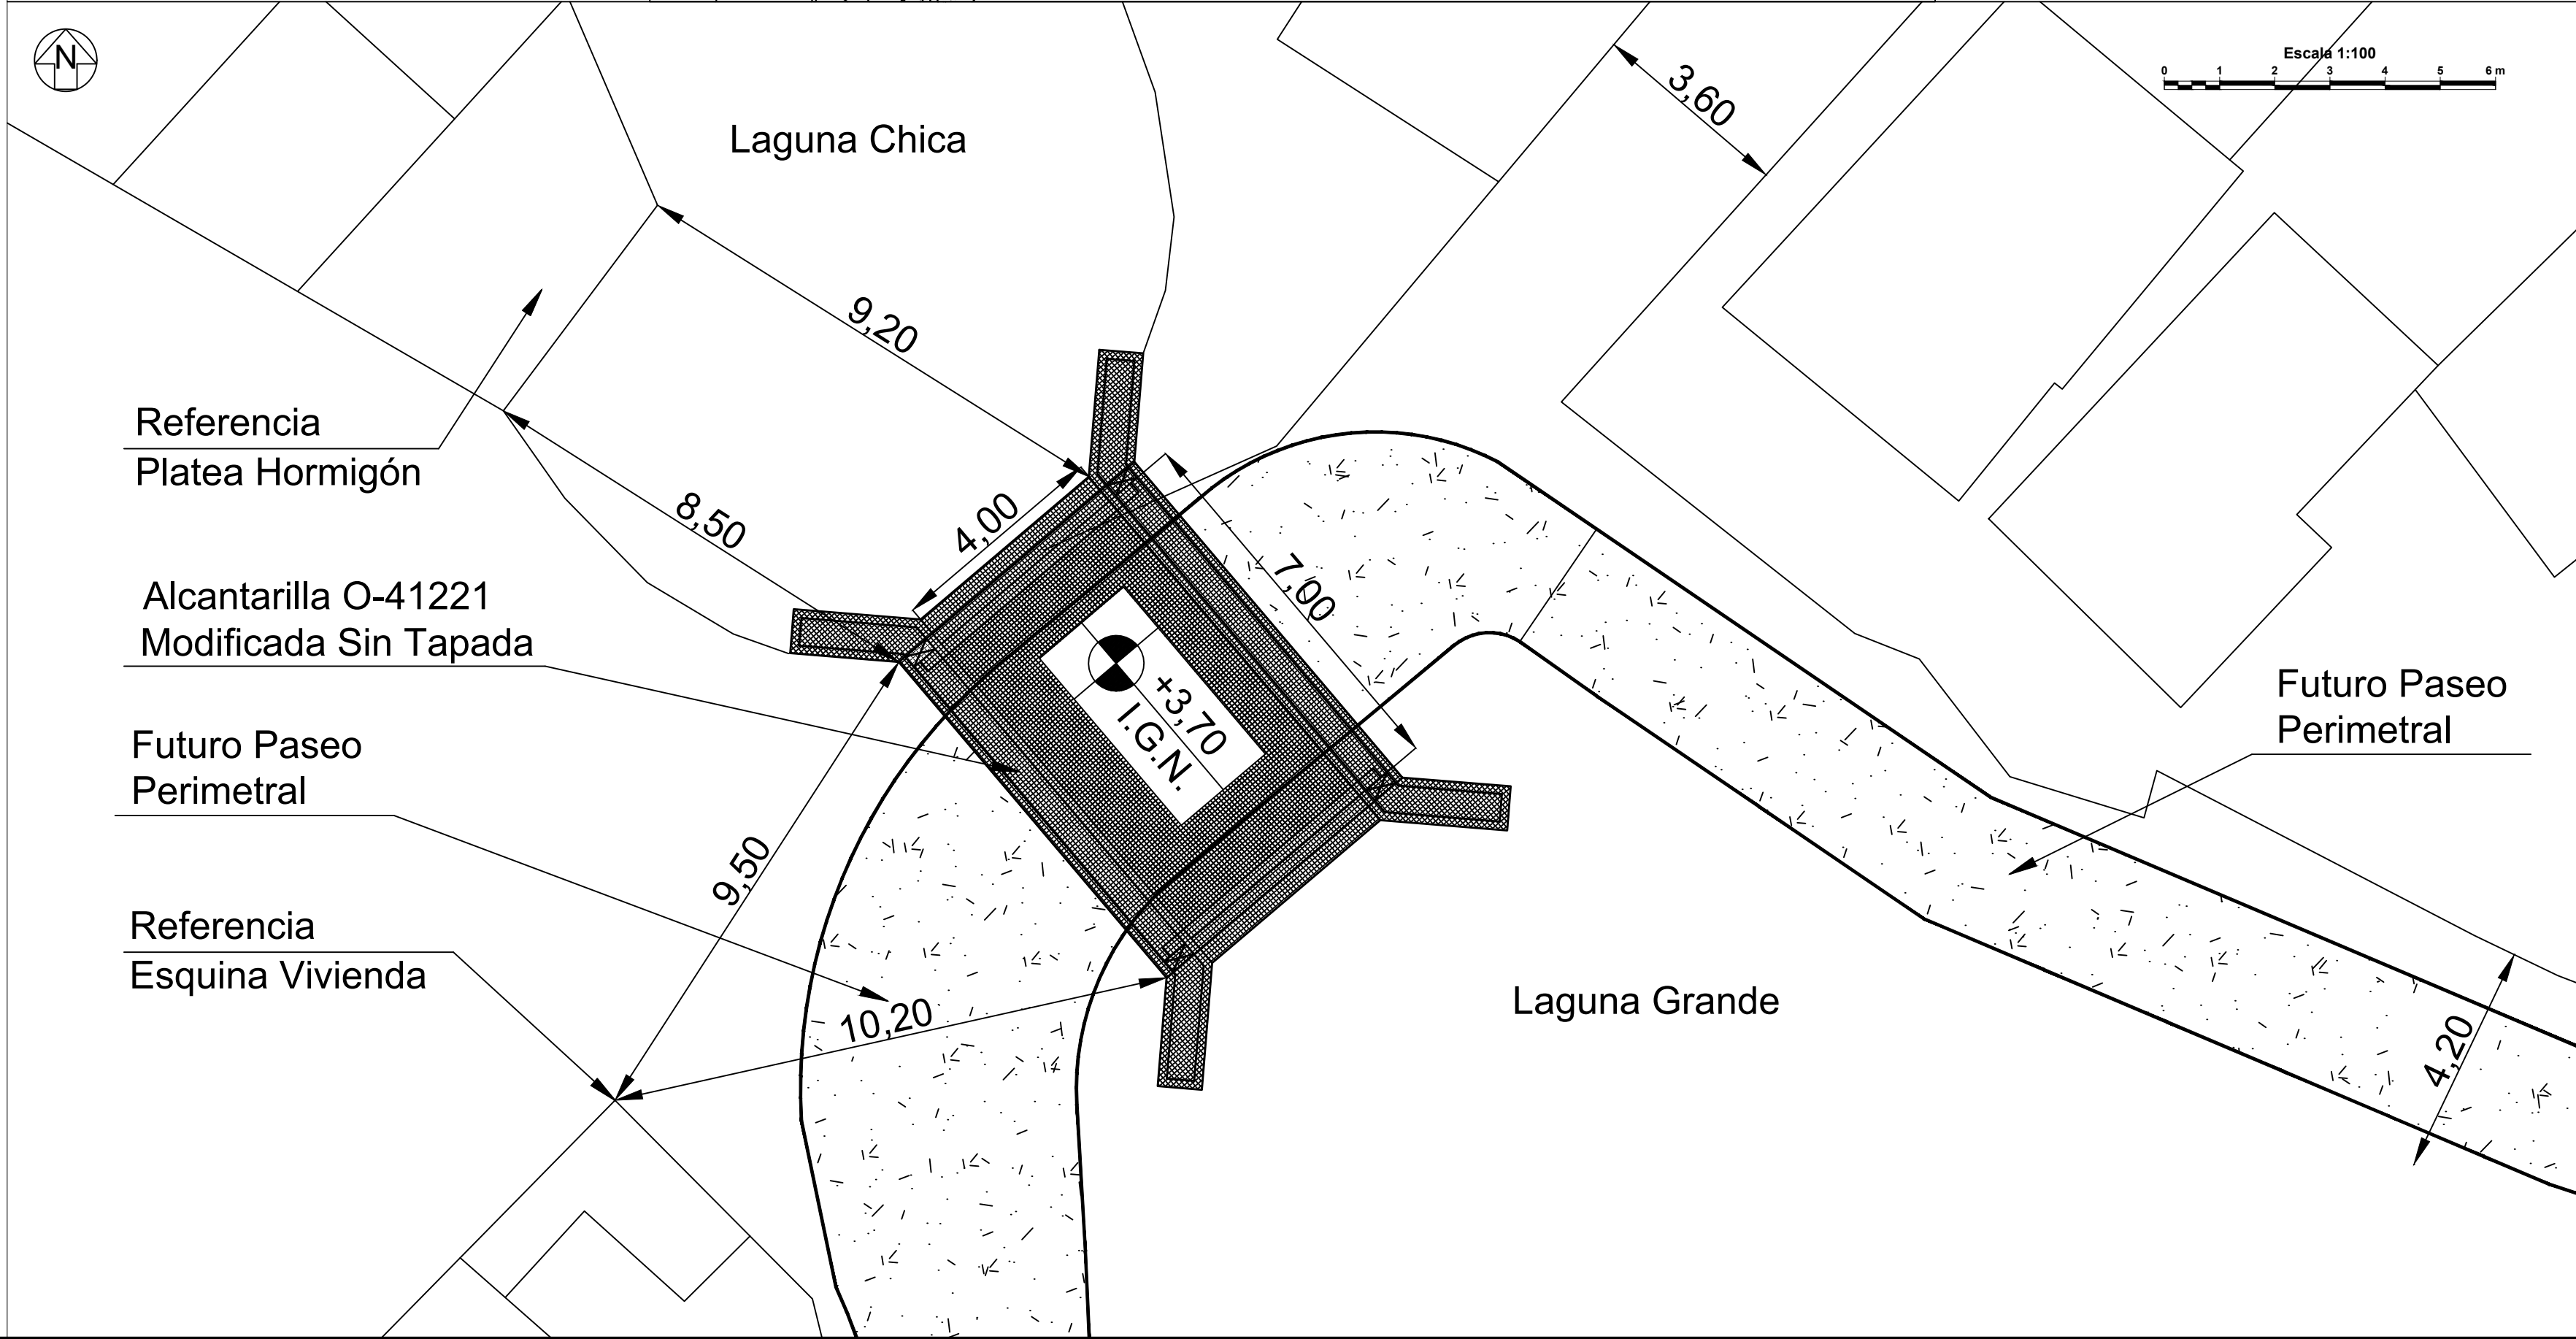 N
Escala 1:100
0 1 2 3 4 5 6 m
3,60
Laguna Chica
9,20
Referencia
Platea Hormigón
8,50
4,00
7,00
Alcantarilla O-41221
Modificada Sin Tapada
+3,70
I.G.N.
Futuro Paseo
Perimetral
Futuro Paseo
Perimetral
9,50
Referencia
Esquina Vivienda
10,20
Laguna Grande
4,20